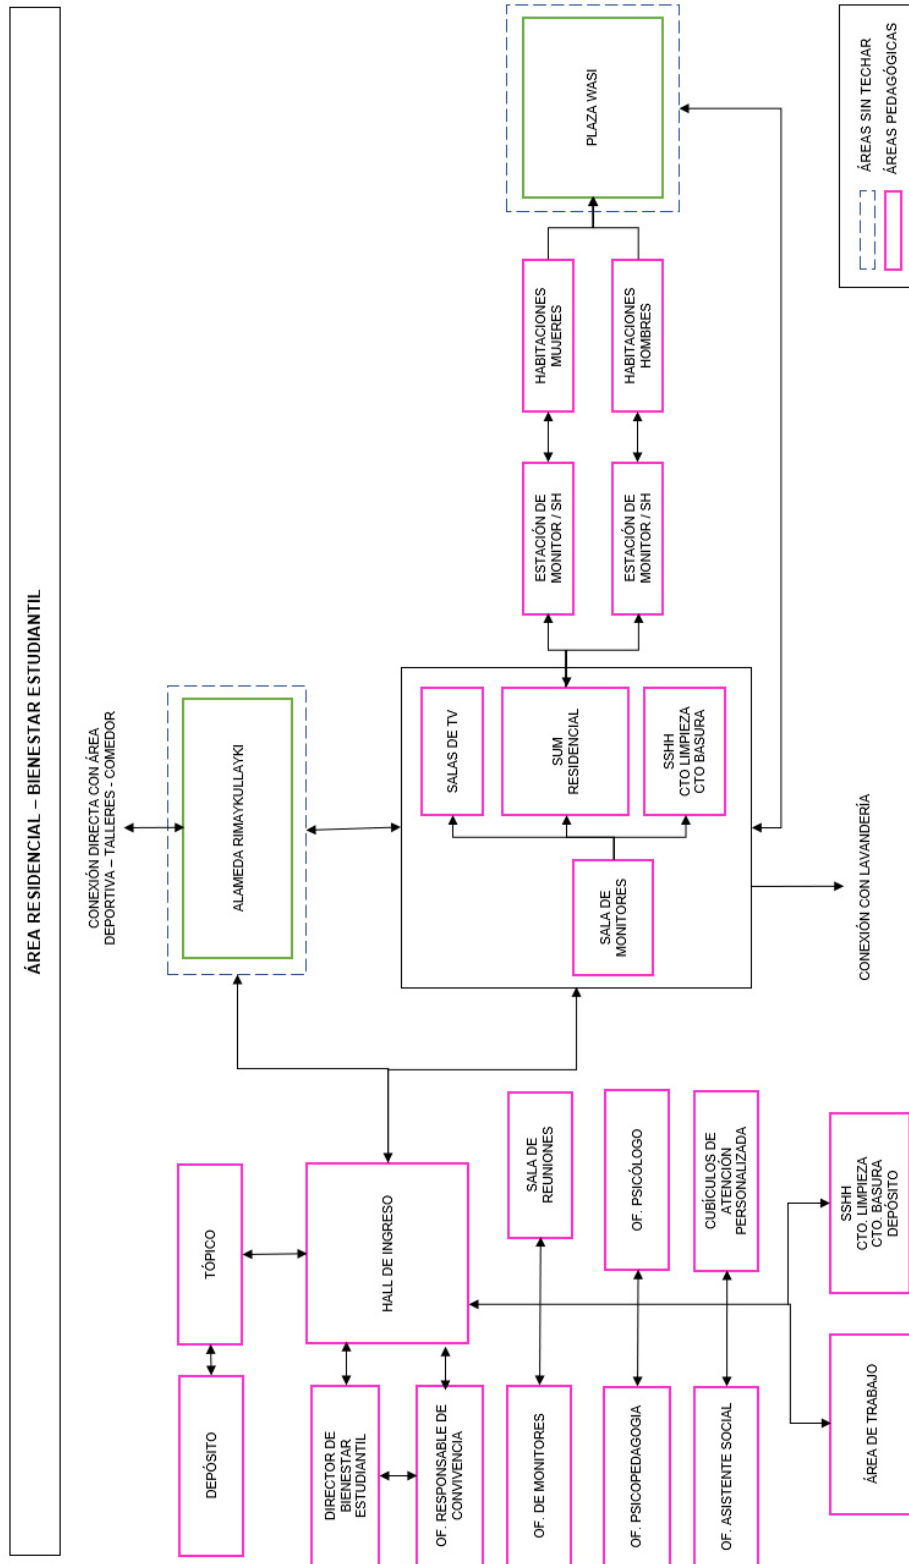 ÁREA RESIDENCIAL – BIENESTAR ESTUDIANTIL
CONEXIÓN DIRECTA CON ÁREA
DEPORTIVA – TALLERES - COMEDOR
DEPÓSITO
TÓPICO
ALAMEDA RIMAYKULLAYKI
DIRECTOR DE
BIENESTAR
ESTUDIANTIL
HALL DE INGRESO
OF. RESPONSABLE DE
CONVIVENCIA
SALAS DE TV
SUM
RESIDENCIAL
SALA DE
MONITORES
SSHH
CTO LIMPIEZA
CTO BASURA
ESTACIÓN DE
MONITOR / SH
HABITACIONES
MUJERES
ESTACIÓN DE
MONITOR / SH
HABITACIONES
HOMBRES
PLAZA WASI
OF. DE MONITORES
SALA DE
REUNIONES
OF. PSICOPEDAGOGIA
OF. PSICÓLOGO
OF. ASISTENTE SOCIAL
CUBÍCULOS DE
ATENCIÓN
PERSONALIZADA
ÁREA DE TRABAJO
SSHH
CTO. LIMPIEZA
CTO. BASURA
DEPÓSITO
CONEXIÓN CON LAVANDERÍA
ÁREAS SIN TECHAR
ÁREAS PEDAGÓGICAS